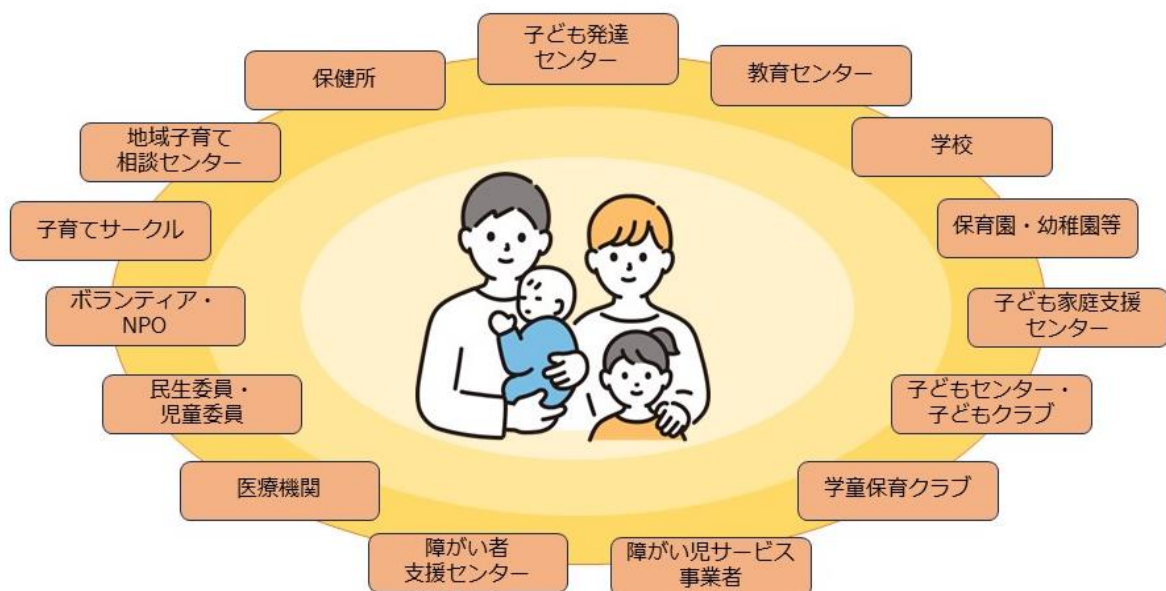 子ども発達
センター
教育センター
学校
保育園・幼稚園等
子ども家庭支援
センター
子どもセンター・
子どもクラブ
学童保育クラブ
障がい児サービス
事業者
障がい者
支援センター
医療機関
民生委員・
児童委員
ボランティア・
NPO
子育てサークル
地域子育て
相談センター
保健所